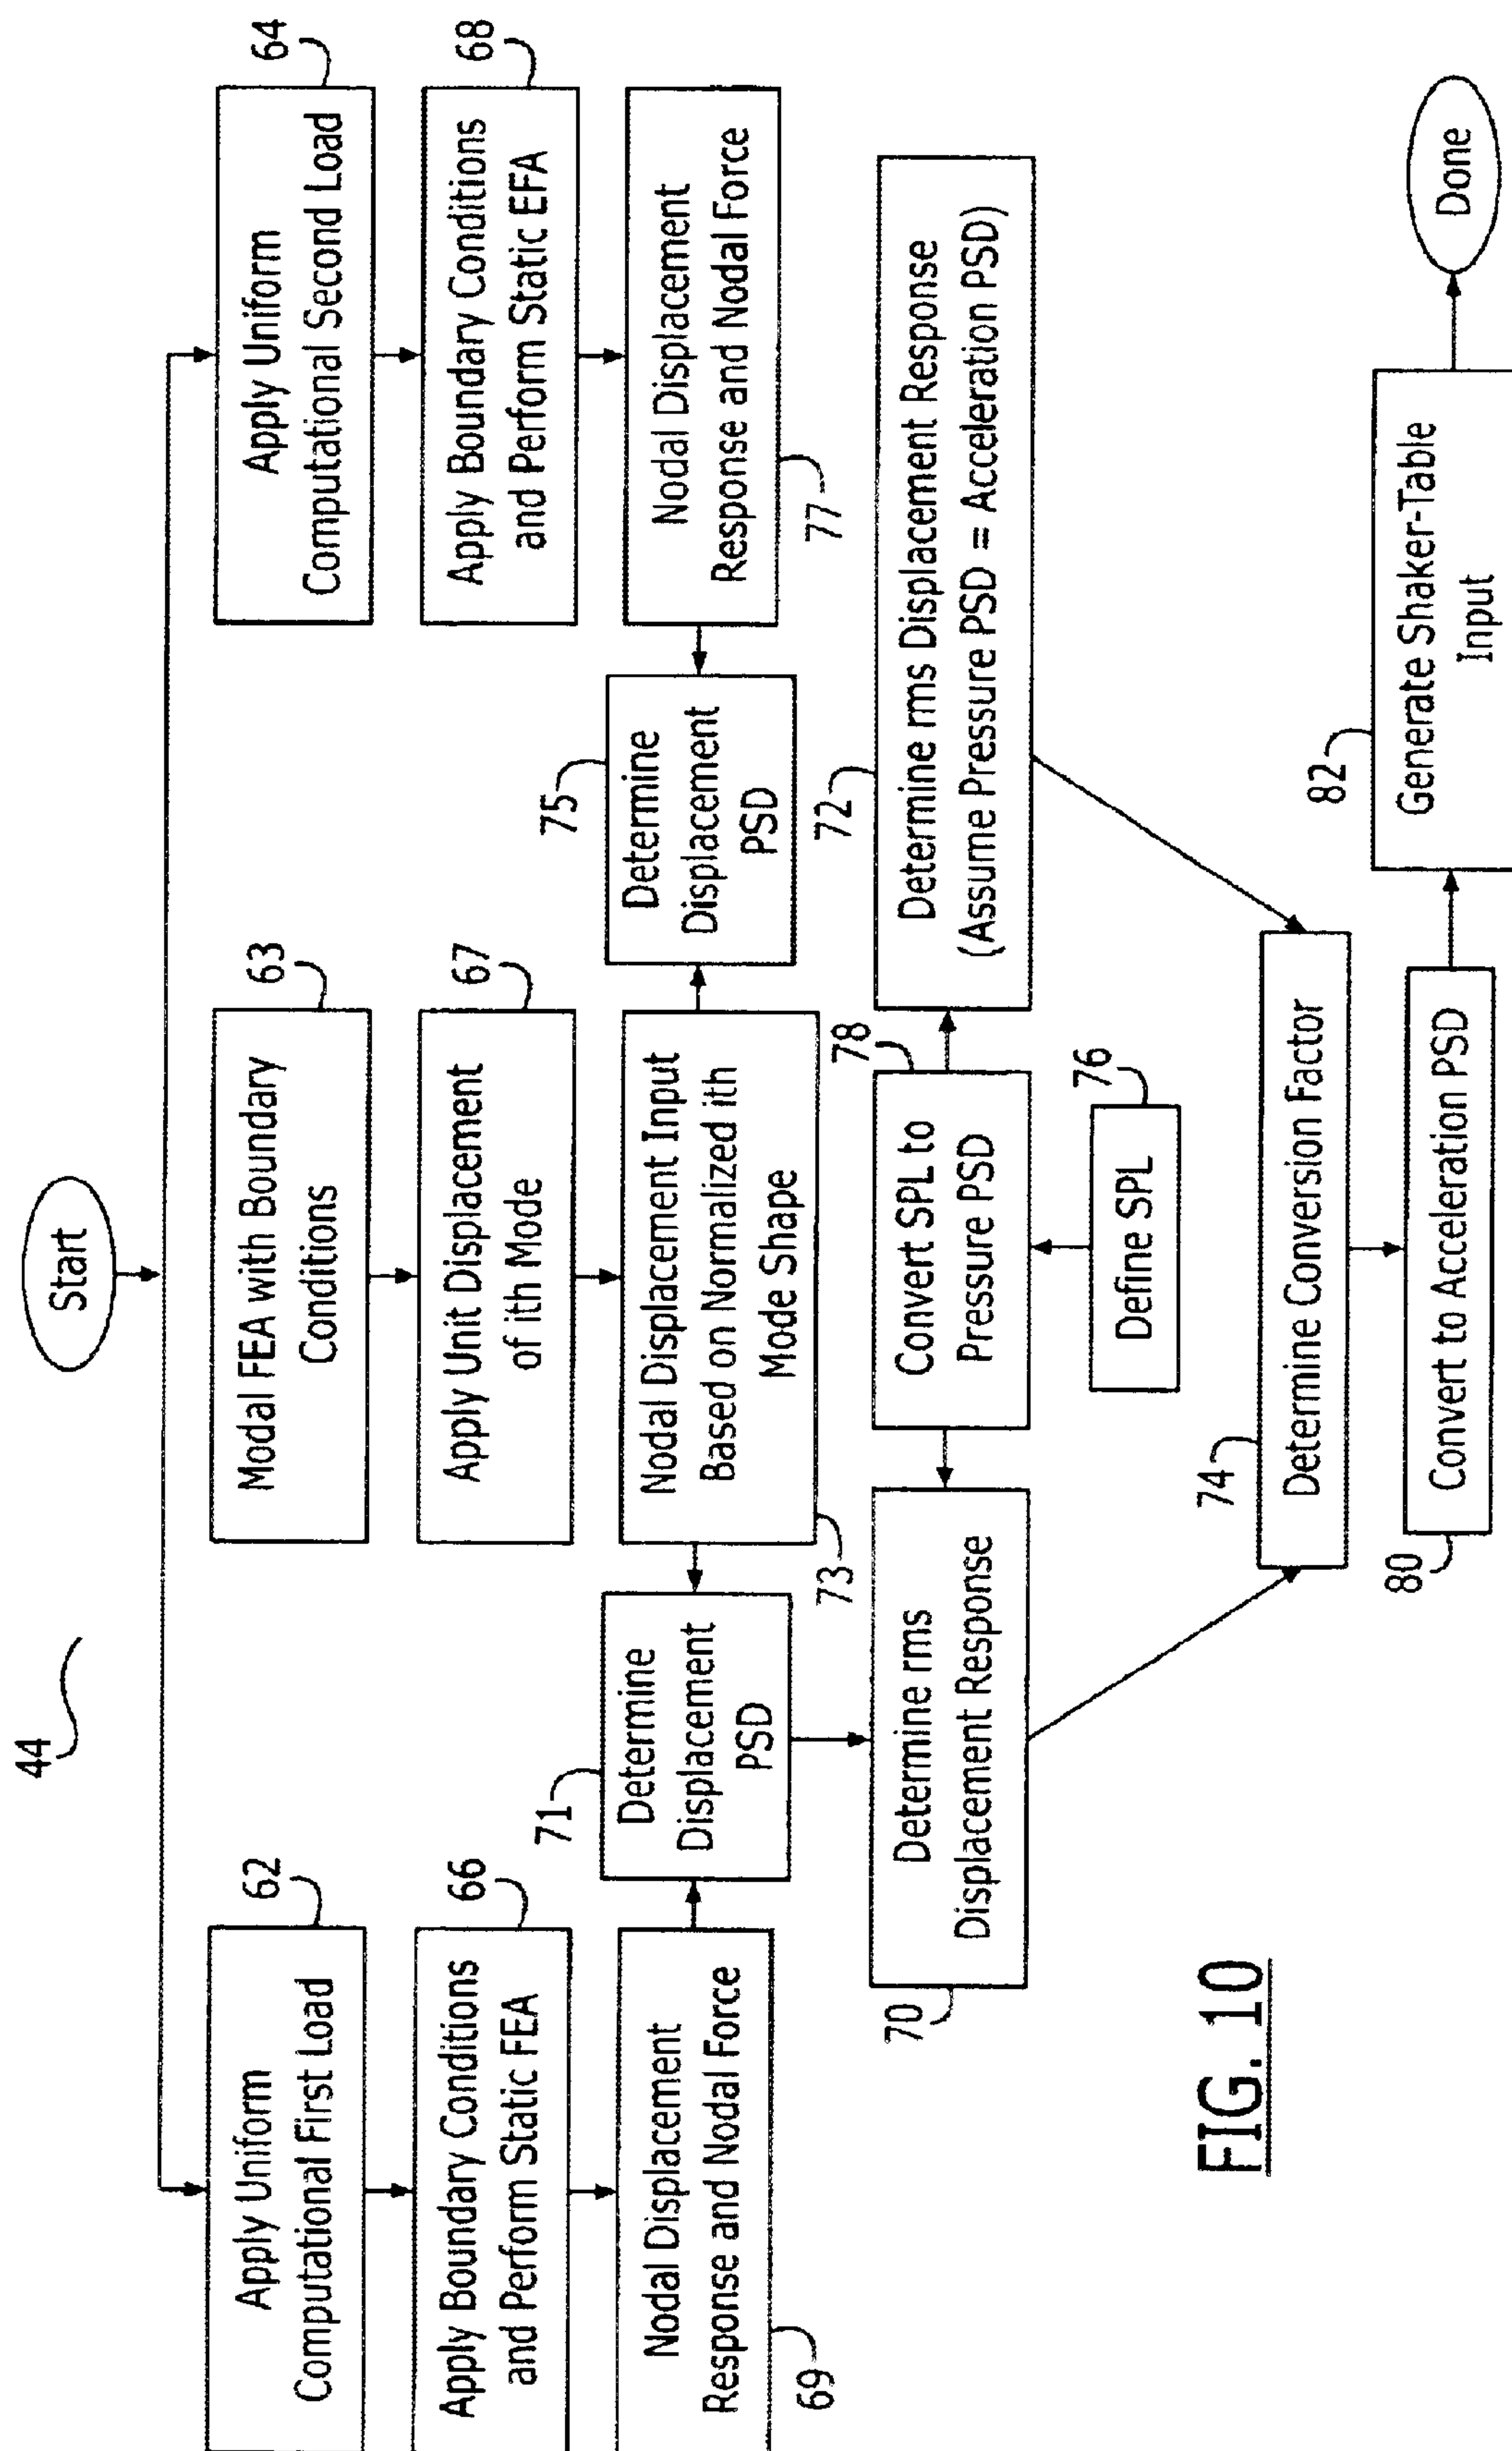 44
Start
62
Apply Uniform
Computational First Load
63
Modal FEA with Boundary
Conditions
64
Apply Uniform
Computational Second Load
66
Apply Boundary Conditions
and Perform Static FEA
67
Apply Unit Displacement
of ith Mode
68
Apply Boundary Conditions
and Perform Static EFA
Nodal Displacement
Response and Nodal Force
69
71
Determine
Displacement
PSD
Nodal Displacement Input
Based on Normalized ith
Mode Shape
73
75
Determine
Displacement
PSD
Nodal Displacement
Response and Nodal Force
77
70
Determine rms
Displacement Response
78
Convert SPL to
Pressure PSD
72
Determine rms Displacement Response
(Assume Pressure PSD = Acceleration PSD)
76
Define SPL
74
Determine Conversion Factor
80
Convert to Acceleration PSD
82
Generate Shaker-Table
Input
Done
FIG. 10